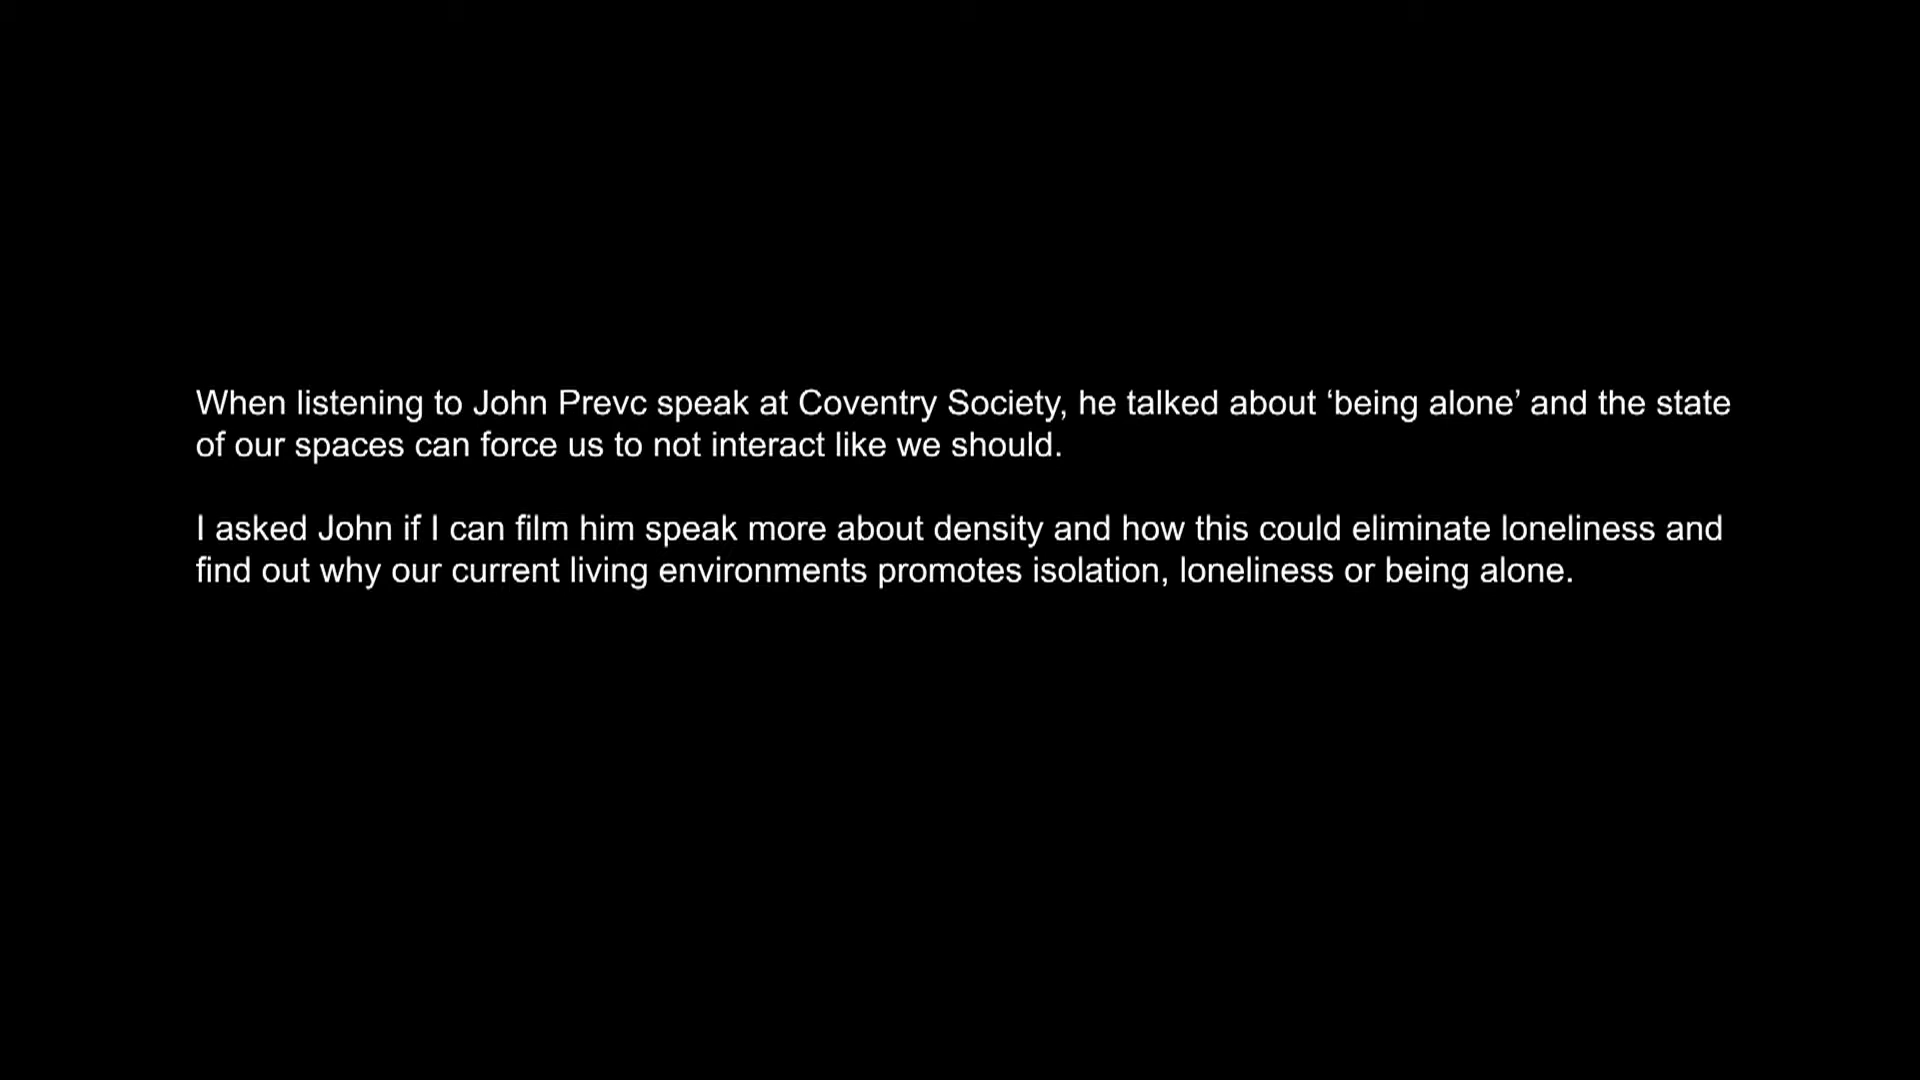 When listening to John Prevc speak at Coventry Society, he talked about ‘being alone’ and the state
of our spaces can force us to not interact like we should.
I asked John if I can film him speak more about density and how this could eliminate loneliness and
find out why our current living environments promotes isolation, loneliness or being alone.